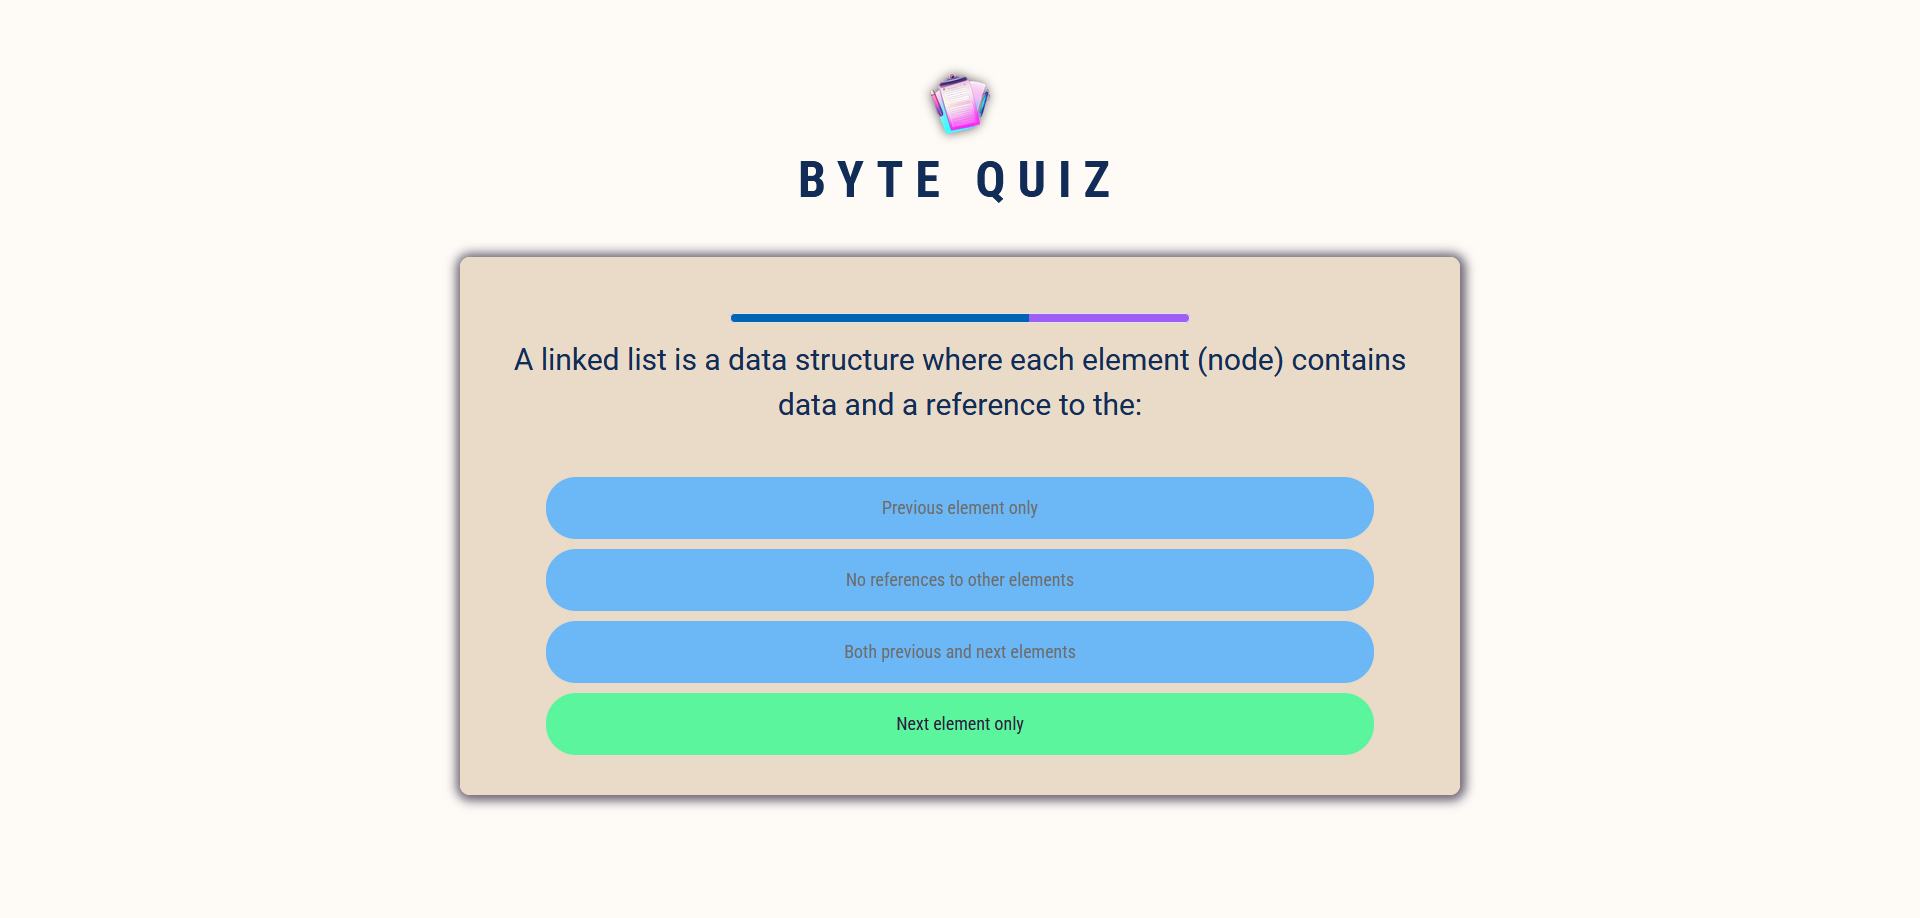 BYTE QUIZ
A linked list is a data structure where each element (node) contains
data and a reference to the:
Previous element only
No references to other elements
Both previous and next elements
Next element only